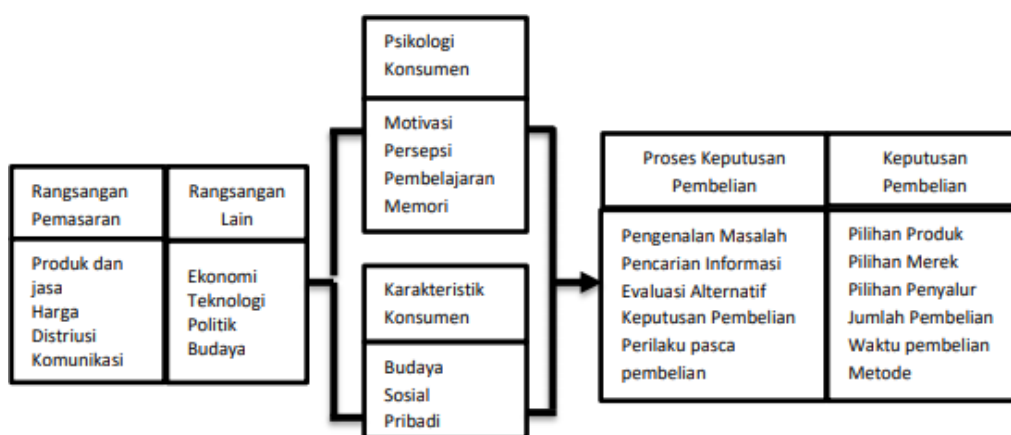 Rangsangan
Pemasaran
Produk dan
jasa
Harga
Distriusi
Komunikasi
Rangsangan
Lain
Ekonomi
Teknologi
Politik
Budaya
Psikologi
Konsumen
Motivasi
Persepsi
Pembelajaran
Memori
Karakteristik
Konsumen
Budaya
Sosial
Pribadi
Proses Keputusan
Pembelian
Pengenalan Masalah
Pencarian Informasi
Evaluasi Alternatif
Keputusan Pembelian
Perilaku pasca
pembelian
Keputusan
Pembelian
Pilihan Produk
Pilihan Merek
Pilihan Penyalur
Jumlah Pembelian
Waktu pembelian
Metode